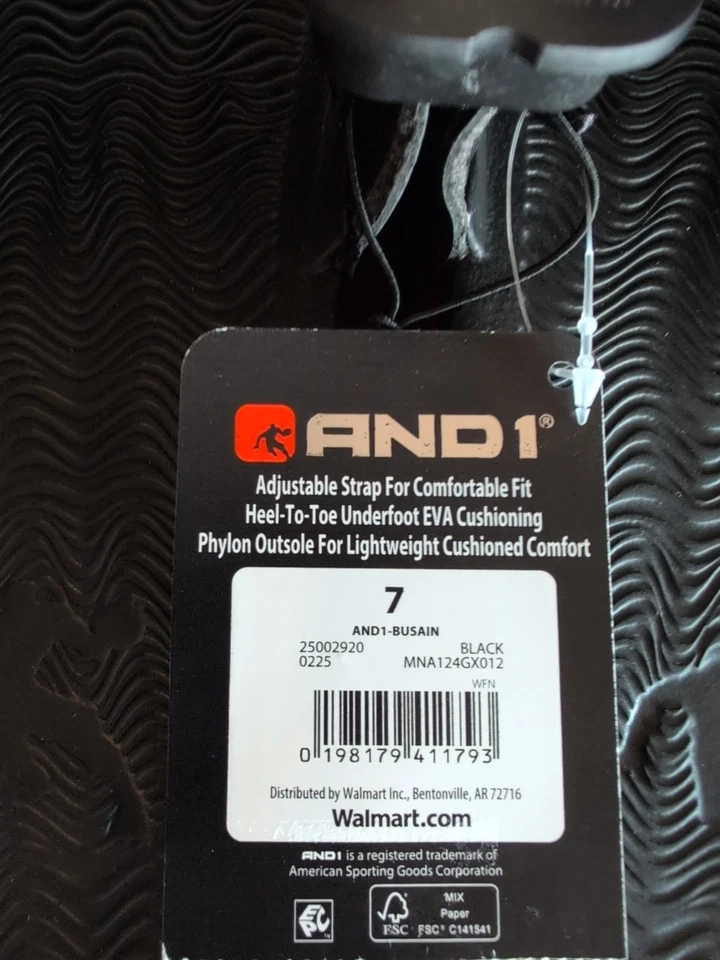 AND1®
Adjustable Strap For Comfortable Fit
Heel-To-Toe Underfoot EVA Cushioning
Phylon Outsole For Lightweight Cushioned Comfort
7
AND1-BUSAIN
25002920 BLACK
0225 MNA124GX012
WFN
0 198179 411793
Distributed by Walmart Inc., Bentonville, AR 72716
Walmart.com
AND1 is a registered trademark of
American Sporting Goods Corporation
EPC™
FSC
MIX
Paper
FSC® C141541